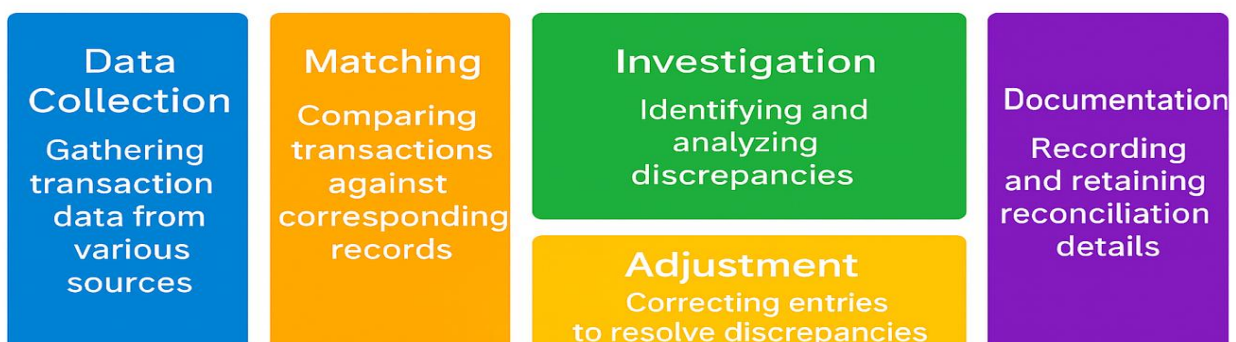 Data
Collection
Gathering
transaction
data from
various
sources
Matching
Comparing
transactions
against
corresponding
records
Investigation
Identifying and
analyzing
discrepancies
Adjustment
Correcting entries
to resolve discrepancies
Documentation
Recording
and retaining
reconciliation
details